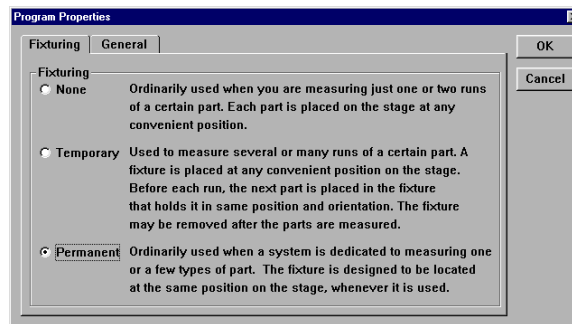 Program Properties
Fixturing General
OK
Cancel
Fixturing
None Ordinarily used when you are measuring just one or two runs
of a certain part. Each part is placed on the stage at any
convenient position.
Temporary Used to measure several or many runs of a certain part. A
fixture is placed at any convenient position on the stage.
Before each run, the next part is placed in the fixture
that holds it in same position and orientation. The fixture
may be removed after the parts are measured.
Permanent Ordinarily used when a system is dedicated to measuring one
or a few types of part. The fixture is designed to be located
at the same position on the stage, whenever it is used.